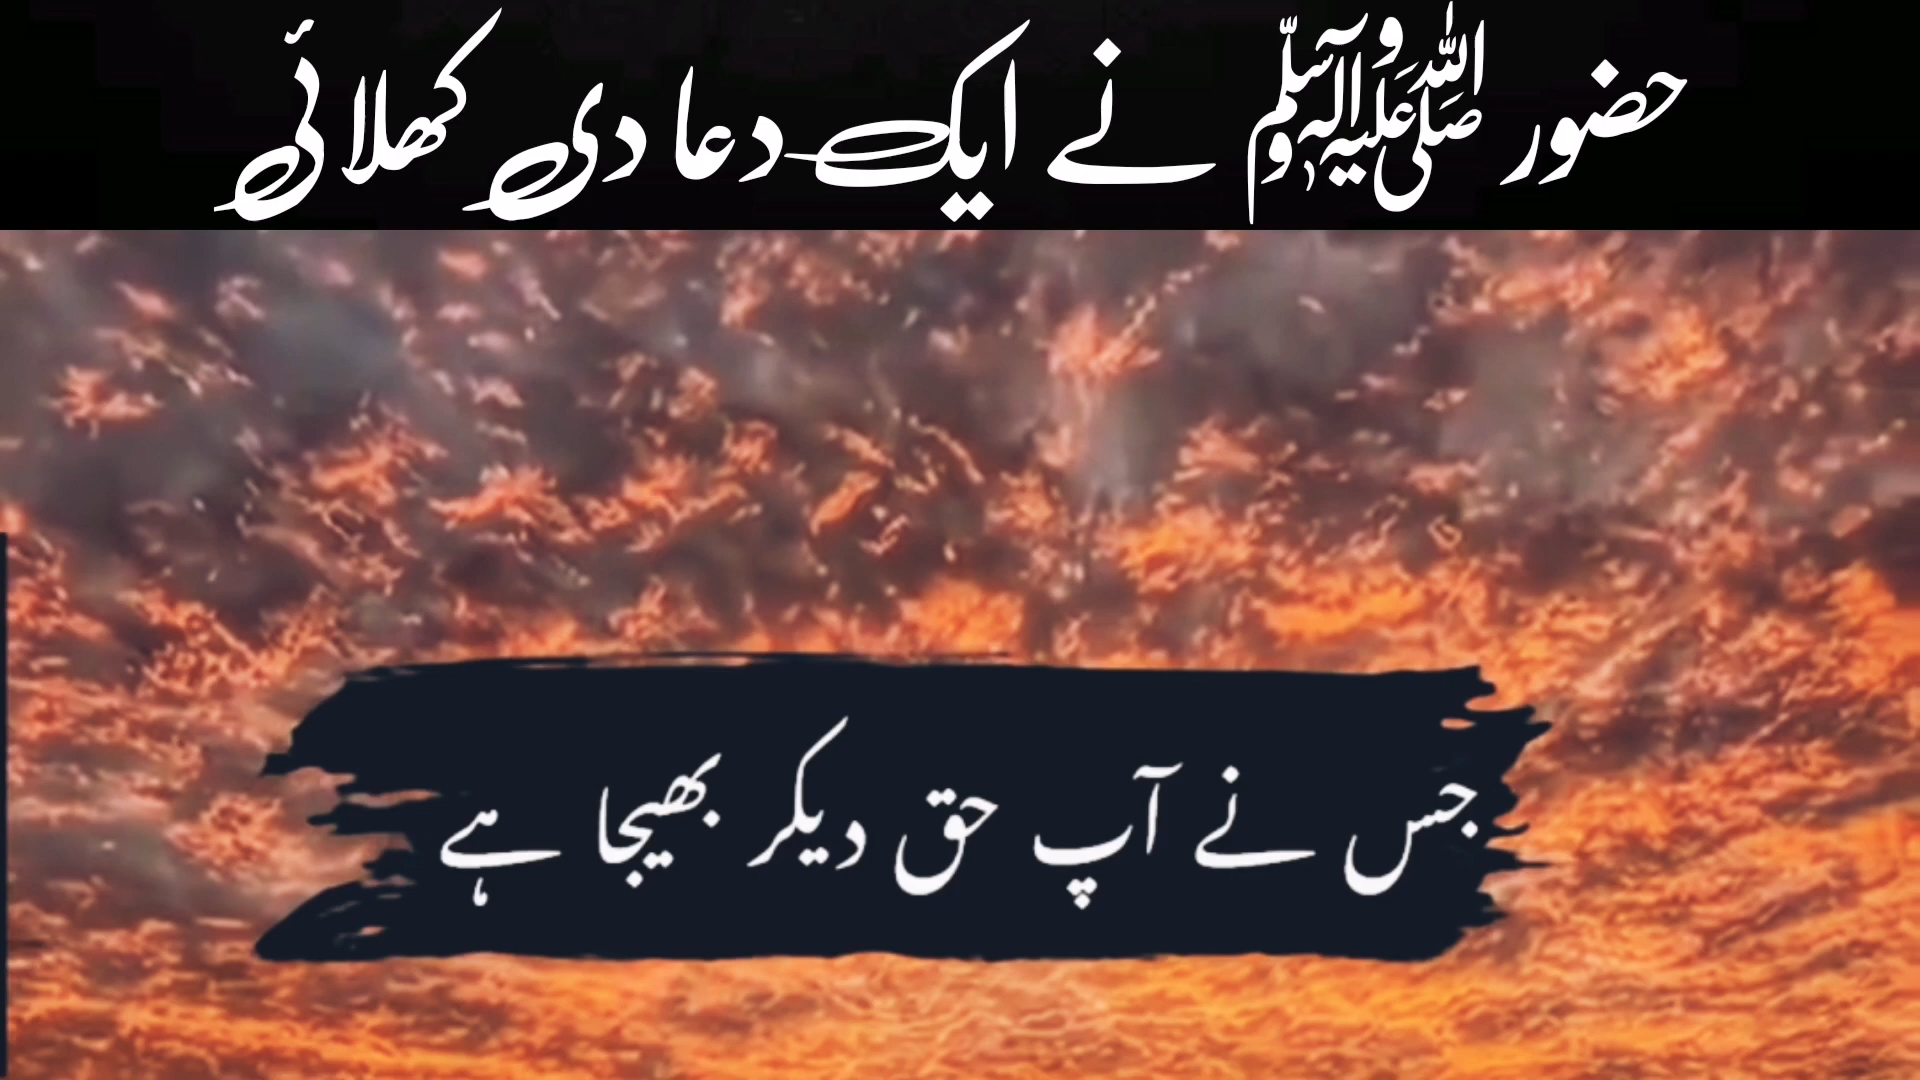 حضور صلی اللہ علیہ وآلہ وسلم نے ایک دعا دی کھلائی
جس نے آپ حق دیکر بھیجا ہے